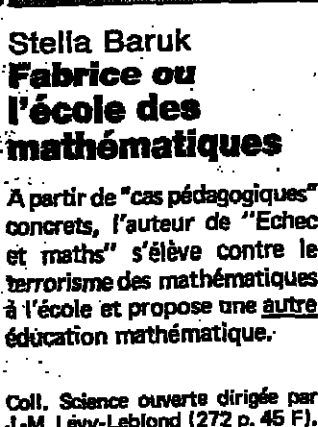 Stella Baruk
Fabrice ou
l'école des
mathématiques
A partir de "cas pédagogiques"
concrets, l'auteur de "Echec
et maths" s'élève contre le
terrorisme des mathématiques
à l'école et propose une autre
éducation mathématique.
Coll. Science ouverte dirigée par
J.-M. Lévy-Leblond (272 p. 45 F).